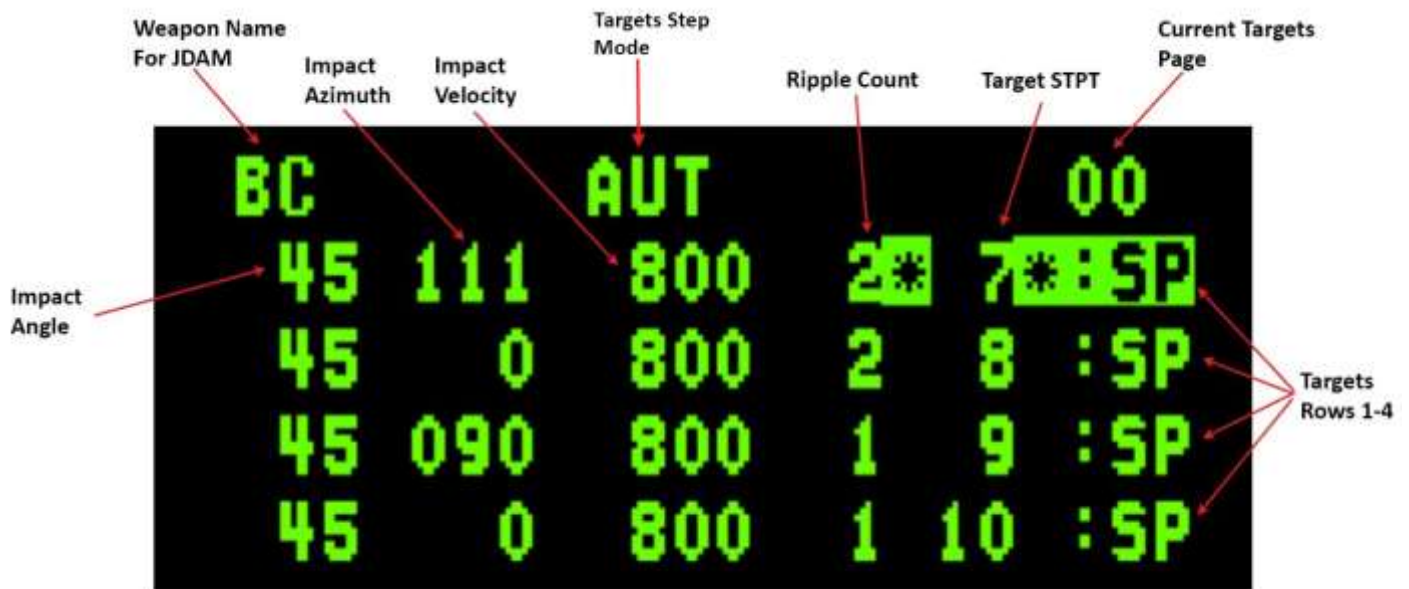 Weapon Name
For JDAM
Impact
Azimuth
Impact
Velocity
Targets Step
Mode
Ripple Count
Target STPT
Current Targets
Page
BC AUT 00
45 111 800 2* 7*:SP
45 0 800 2 8 :SP
45 090 800 1 9 :SP
45 0 800 1 10 :SP
Impact
Angle
Targets
Rows 1-4